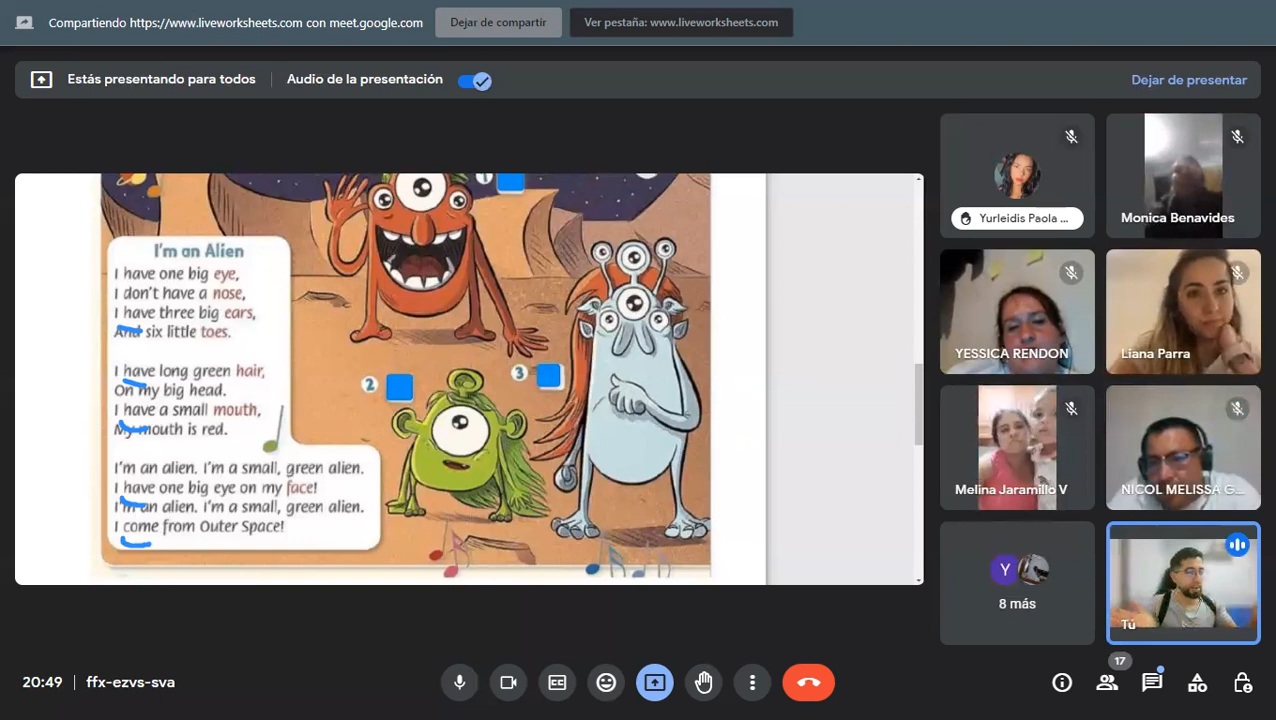 Compartiendo https://www.liveworksheets.com con meet.google.com
Dejar de compartir
Ver pestaña: www.liveworksheets.com
Estás presentando para todos
Audio de la presentación
Dejar de presentar
1
I'm an Alien
I have one big eye,
I don't have a nose,
I have three big ears,
And six little toes.
I have long green hair,
On my big head.
I have a small mouth,
My mouth is red.
I'm an alien. I'm a small, green alien.
I have one big eye on my face!
I'm an alien. I'm a small, green alien.
I come from Outer Space!
2
3
Yurleidis Paola ...
Monica Benavides
YESSICA RENDON
Liana Parra
Melina Jaramillo V
NICOL MELISSA G...
Y
8 más
Tú
20:49 | ffx-ezvs-sva
17